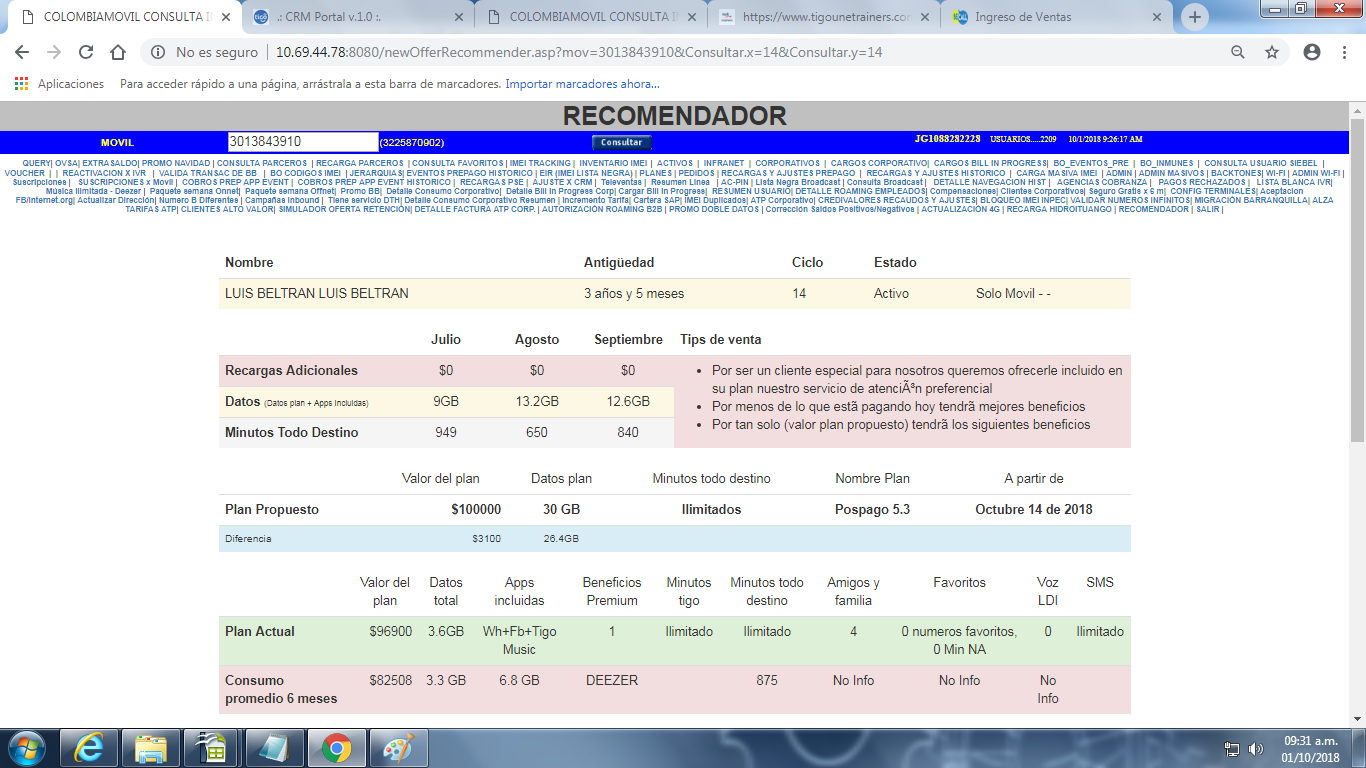 COLOMBIAMOVIL CONSULTA I
.: CRM Portal v.1.0 :.
COLOMBIAMOVIL CONSULTA I
https://www.tigounetrainers.com
Ingreso de Ventas
No es seguro | 10.69.44.78:8080/newOfferRecommender.asp?mov=3013843910&Consultar.x=14&Consultar.y=14
Aplicaciones Para acceder rápido a una página, arrástrala a esta barra de marcadores. Importar marcadores ahora...
RECOMENDADOR
MOVIL 3013843910 (3225870902) Consultar JG1088282228 USUARIOS.....2209 10/1/2018 9:26:17 AM
QUERY| OVSA| EXTRASALDO| PROMO NAVIDAD | CONSULTA PARCEROS | RECARGA PARCEROS | CONSULTA FAVORITOS | IMEI TRACKING | INVENTARIO IMEI | ACTIVOS | INFRANET | CORPORATIVOS | CARGOS CORPORATIVO| CARGOS BILL IN PROGRESS| BO_EVENTOS_PRE | BO_INMUNES | CONSULTA USUARIO SIEBEL |
VOUCHER | | REACTIVACION X IVR | VALIDA TRANSAC DE BB | BO CODIGOS IMEI | JERARQUIAS| EVENTOS PREPAGO HISTORICO | EIR (IMEI LISTA NEGRA) | PLANES | PEDIDOS | RECARGAS Y AJUSTES PREPAGO | RECARGAS Y AJUSTES HISTORICO | CARGA MASIVA IMEI | ADMIN | ADMIN MASIVOS | BACKTONES| WI-FI | ADMIN WI-FI |
Suscripciones | SUSCRIPCIONES x Movil | COBROS PREP APP EVENT | COBROS PREP APP EVENT HISTORICO | RECARGAS PSE | AJUSTE X CRM | Televentas | Resumen Linea | AC-PIN | Lista Negra Broadcast | Consulta Broadcast | DETALLE NAVEGACION HIST | AGENCIAS COBRANZA | PAGOS RECHAZADOS | LISTA BLANCA IVR|
Musica Ilimitada - Deezer | Paquete semana Onnet| Paquete semana Offnet| Promo BB| Detalle Consumo Corporativo| Detalle Bill In Progress Corp| Cargar Bill In Progress Corp| RESUMEN USUARIO| DETALLE ROAMING EMPLEADOS| Compensaciones| Clientes Corporativos| Seguro Gratis x 6 m| CONFIG TERMINALES| Aceptacion
FB/Internet.org| Actualizar Dirección| Numero B Diferentes | Campañas Inbound | Tiene servicio DTH| Detalle Consumo Corporativo Resumen | Incremento Tarifa| Cartera SAP| IMEI Duplicados| ATP Corporativo| CREDIVALORES RECAUDOS Y AJUSTES| BLOQUEO IMEI INPEC| VALIDAR NUMEROS INFINITOS| MIGRACIÓN BARRANQUILLA| ALZA
TARIFAS ATP| CLIENTES ALTO VALOR| SIMULADOR OFERTA RETENCIÓN| DETALLE FACTURA ATP CORP. | AUTORIZACIÓN ROAMING B2B | PROMO DOBLE DATOS | Corrección Saldos Positivos/Negativos | ACTUALIZACIÓN 4G | RECARGA HIDROITUANGO | RECOMENDADOR | SALIR |
Nombre Antigüedad Ciclo Estado
LUIS BELTRAN LUIS BELTRAN 3 años y 5 meses 14 Activo Solo Movil - -
Julio Agosto Septiembre Tips de venta
Recargas Adicionales $0 $0 $0
Datos (Datos plan + Apps Incluidas) 9GB 13.2GB 12.6GB
Minutos Todo Destino 949 650 840
• Por ser un cliente especial para nosotros queremos ofrecerle incluido en
su plan nuestro servicio de atenciÃªn preferencial
• Por menos de lo que estã pagando hoy tendrã mejores beneficios
• Por tan solo (valor plan propuesto) tendrã los siguientes beneficios
Valor del plan Datos plan Minutos todo destino Nombre Plan A partir de
Plan Propuesto $100000 30 GB Ilimitados Pospago 5.3 Octubre 14 de 2018
Diferencia $3100 26.4GB
Valor del Datos Apps Beneficios Minutos Minutos todo Amigos y Favoritos Voz SMS
plan total incluidas Premium tigo destino familia LDI
Plan Actual $96900 3.6GB Wh+Fb+Tigo 1 Ilimitado Ilimitado 4 0 numeros favoritos, 0 Ilimitado
Music 0 Min NA
Consumo $82508 3.3 GB 6.8 GB DEEZER 875 No Info No Info No
promedio 6 meses Info
09:31 a.m.
01/10/2018